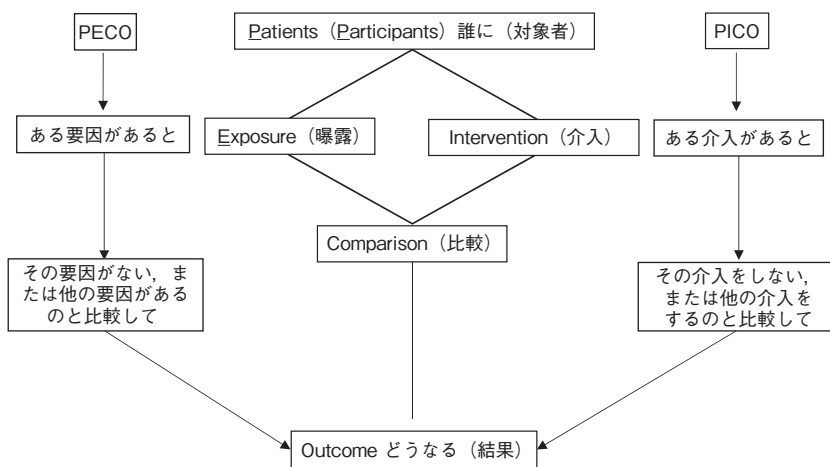 PECO
Patients（Participants）誰に（対象者）
PICO
ある要因があると
Exposure（曝露）
Intervention（介入）
ある介入があると
Comparison（比較）
その要因がない，ま
たは他の要因がある
のと比較して
その介入をしない，
または他の介入を
するのと比較して
Outcome どうなる（結果）